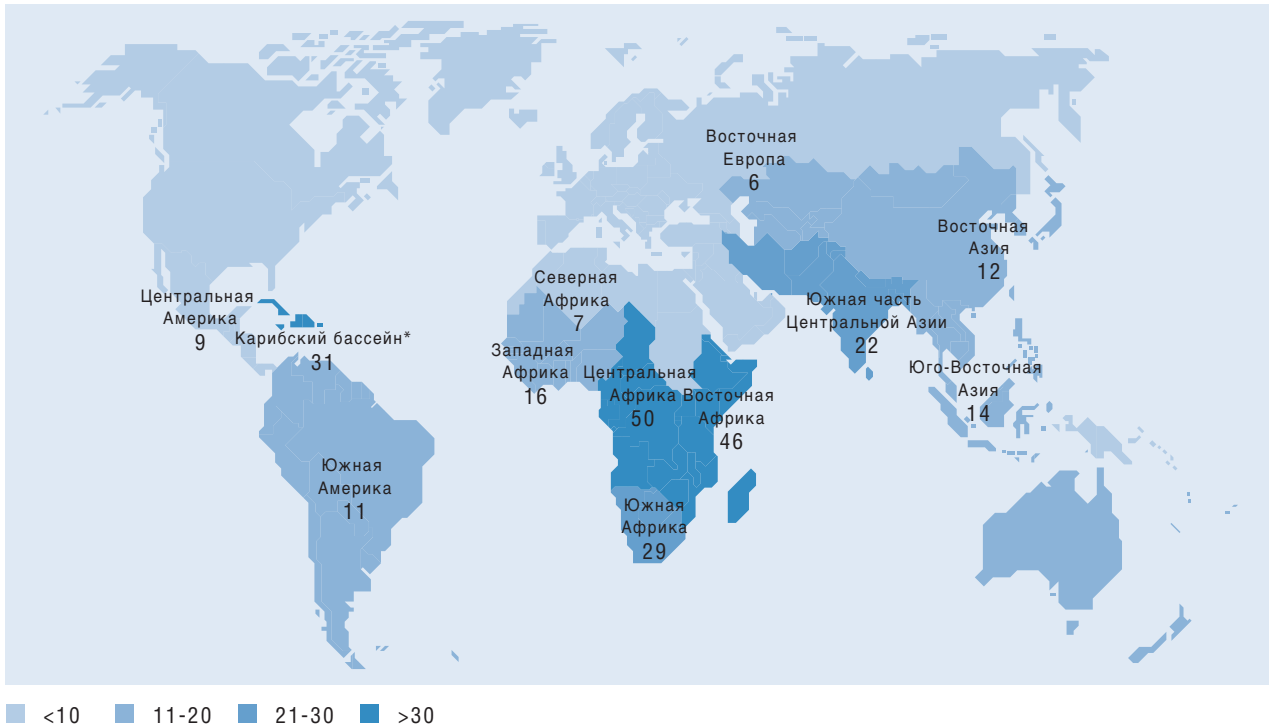 Восточная
Европа
6
Восточная
Азия
12
Северная
Африка
7
Центральная
Америка
9
Карибский бассейн*
31
Южная часть
Центральной Азии
22
Западная
Африка
16
Центральная
Африка
50
Восточная
Африка
46
Юго-Восточная
Азия
14
Южная
Америка
11
Южная
Африка
29
<10
11-20
21-30
>30